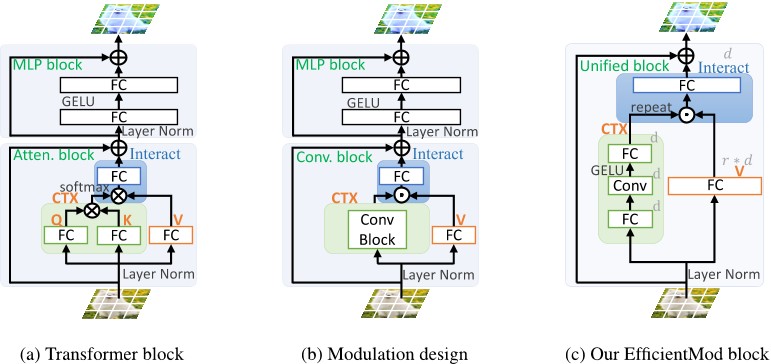 MLP block
FC
GELU
FC
Layer Norm
Atten. block
Interact
FC
softmax
CTX
Q
K
V
FC
FC
FC
Layer Norm
(a) Transformer block
MLP block
FC
GELU
FC
Layer Norm
Conv. block
Interact
FC
CTX
V
Conv
Block
FC
Layer Norm
(b) Modulation design
Unified block
d
Interact
FC
repeat
CTX
d
FC
GELU
d
Conv
d
FC
r * d
V
FC
Layer Norm
(c) Our EfficientMod block